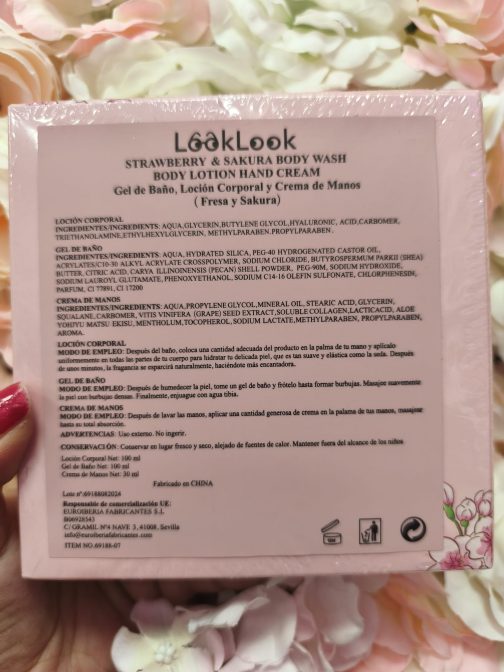 LookLook
STRAWBERRY & SAKURA BODY WASH
BODY LOTION HAND CREAM
Gel de Baño, Loción Corporal y Crema de Manos
( Fresa y Sakura)
LOCIÓN CORPORAL
INGREDIENTES/INGREDIENTS: AQUA,GLYCERIN,BUTYLENE GLYCOL,HYALURONIC, ACID,CARBOMER,
TRIETHANOLAMINE,ETHYLHEXYLGLYCERIN, METHYLPARABEN,PROPYLPARABEN.
GEL DE BAÑO
INGREDIENTES/INGREDIENTS: AQUA, HYDRATED SILICA, PEG-40 HYDROGENATED CASTOR OIL,
ACRYLATES/C10-30 ALKYL ACRYLATE CROSSPOLYMER, SODIUM CHLORIDE, BUTYROSPERMUM PARKII (SHEA)
BUTTER, CITRIC ACID, CARYA ILLINOINENSIS (PECAN) SHELL POWDER, PEG-90M, SODIUM HYDROXIDE,
SODIUM LAUROYL GLUTAMATE, PHENOXYETHANOL, SODIUM C14-16 OLEFIN SULFONATE, CHLORPHENESIN,
PARFUM, CI 77891, CI 17200
CREMA DE MANOS
INGREDIENTES/INGREDIENTS: AQUA,PROPYLENE GLYCOL,MINERAL OIL, STEARIC ACID, GLYCERIN,
SQUALANE,CARBOMER, VITIS VINIFERA (GRAPE) SEED EXTRACT,SOLUBLE COLLAGEN,LACTICACID, ALOE
YOHJYU MATSU EKISU, MENTHOLUM,TOCOPHEROL, SODIUM LACTATE,METHYLPARABEN, PROPYLPARABEN,
AROMA.
LOCIÓN CORPORAL
MODO DE EMPLEO: Después del baño, coloca una cantidad adecuada del producto en la palma de tu mano y aplícalo
uniformemente en todas las partes de tu cuerpo para hidratar tu delicada piel, que es tan suave y elástica como la seda. Después
de unos minutos, la fragancia se esparcirá naturalmente, haciéndote más encantadora.
GEL DE BAÑO
MODO DE EMPLEO: Después de humedecer la piel, tome un gel de baño y frótelo hasta formar burbujas. Masajee suavemente
la piel con burbujas densas. Finalmente, enjuague con agua tibia.
CREMA DE MANOS
MODO DE EMPLEO: Después de lavar las manos, aplicar una cantidad generosa de crema en la palama de tus manos, masajear
hasta su total absorción.
ADVERTENCIAS: Uso externo. No ingerir.
CONSERVACIÓN: Conservar en lugar fresco y seco, alejado de fuentes de calor. Mantener fuera del alcance de los niños
Loción Corporal Net: 100 ml
Gel de Baño Net: 100 ml
Crema de Manos Net: 30 ml
Fabricado en CHINA
Lote nº:69188082024
Responsable de comercialización UE:
EUROIBERIA FABRICANTES S.L
B06928543
C/ GRAMIL Nº4 NAVE 3, 41008, Sevilla
info@euroiberiafabricantes.com
ITEM NO.69188-07